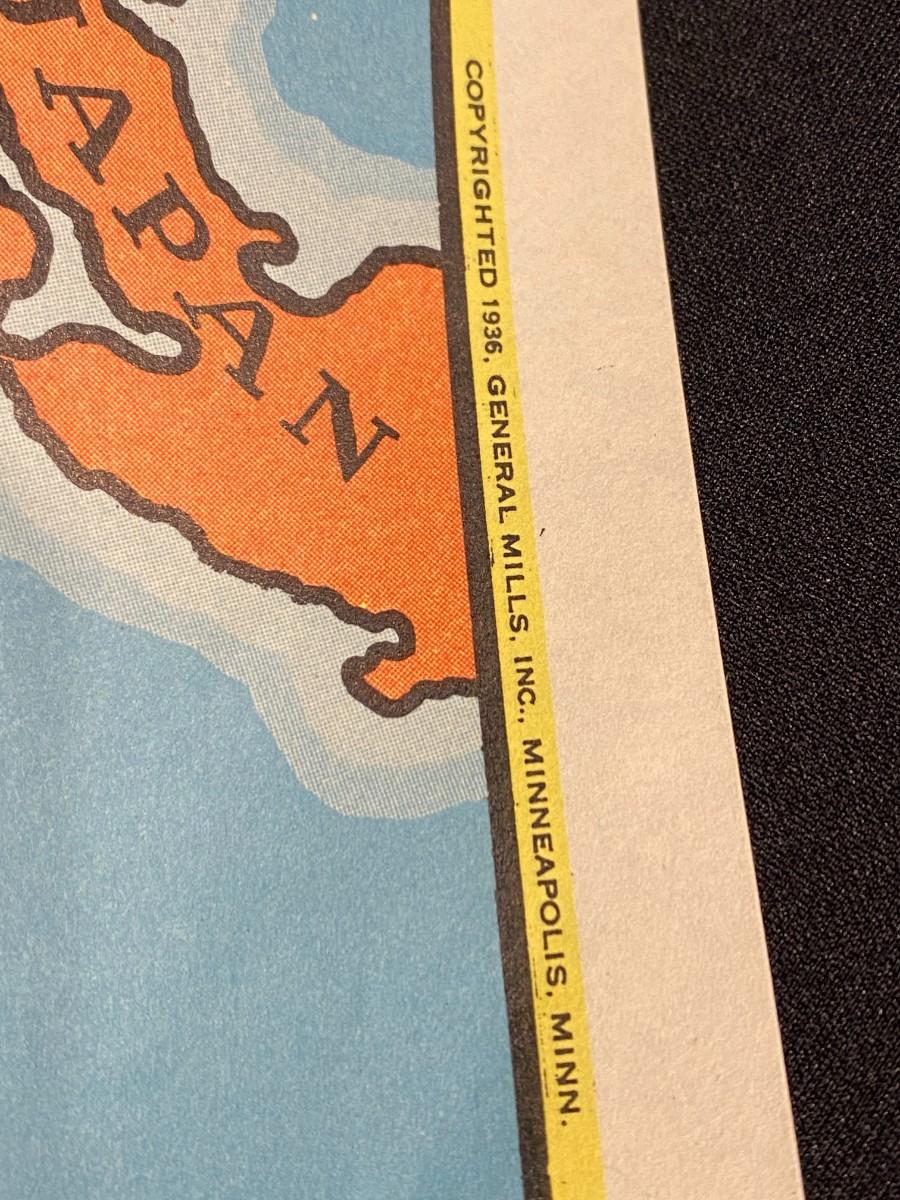 JAPAN
COPYRIGHTED 1936, GENERAL MILLS, INC., MINNEAPOLIS, MINN.